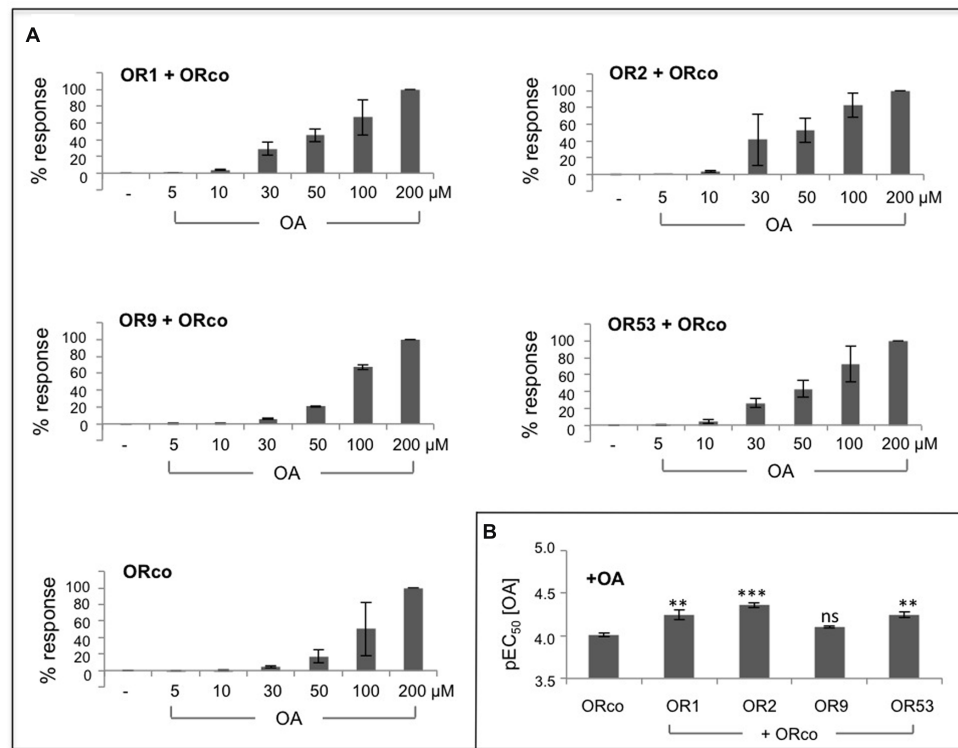 A
OR1 + ORco
% response
100
80
60
40
20
0
- 5 10 30 50 100 200 µM
OA
OR2 + ORco
% response
100
80
60
40
20
0
- 5 10 30 50 100 200 µM
OA
OR9 + ORco
% response
100
80
60
40
20
0
- 5 10 30 50 100 200 µM
OA
OR53 + ORco
% response
100
80
60
40
20
0
- 5 10 30 50 100 200 µM
OA
ORco
% response
100
80
60
40
20
0
- 5 10 30 50 100 200 µM
OA
B
+OA
pEC50 [OA]
5.0
4.5
4.0
3.5
** *** ns **
ORco OR1 OR2 OR9 OR53
+ ORco